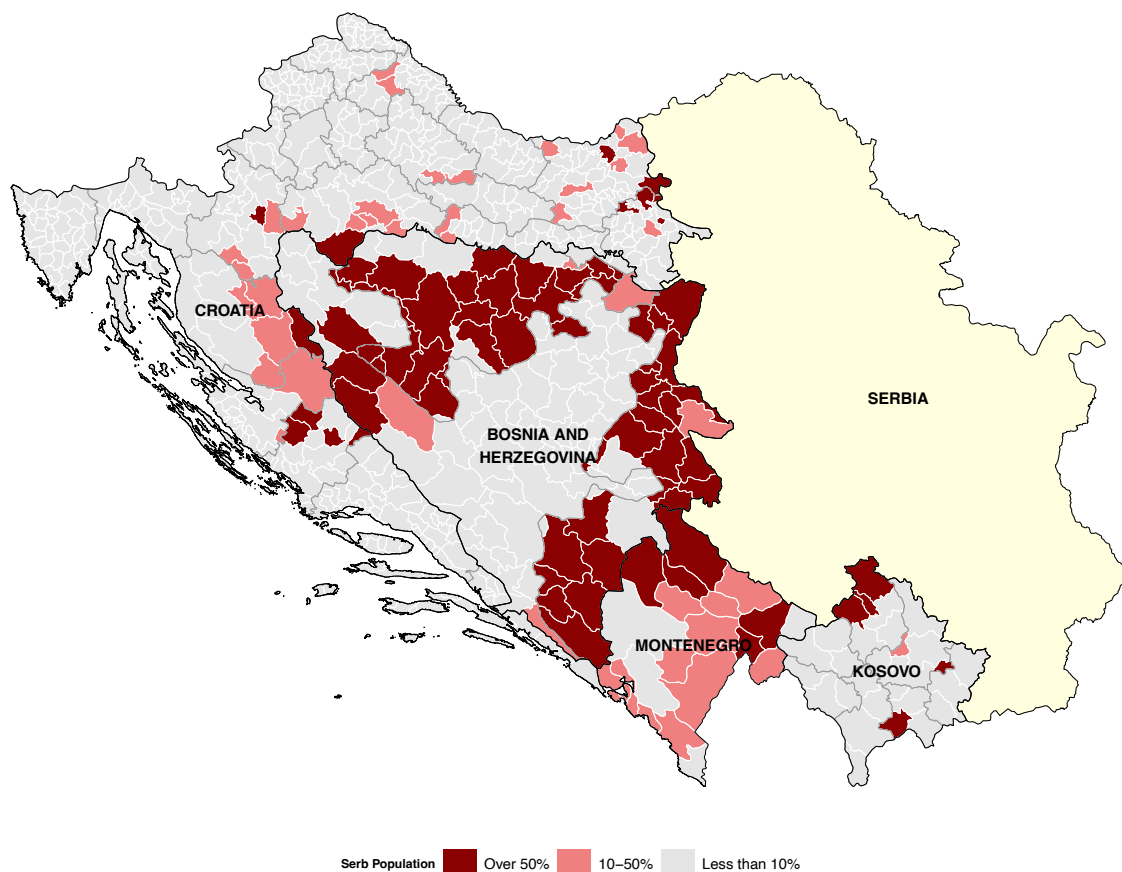 CROATIA
SERBIA
BOSNIA AND
HERZEGOVINA
MONTENEGRO
KOSOVO
Serb Population Over 50% 10−50% Less than 10%